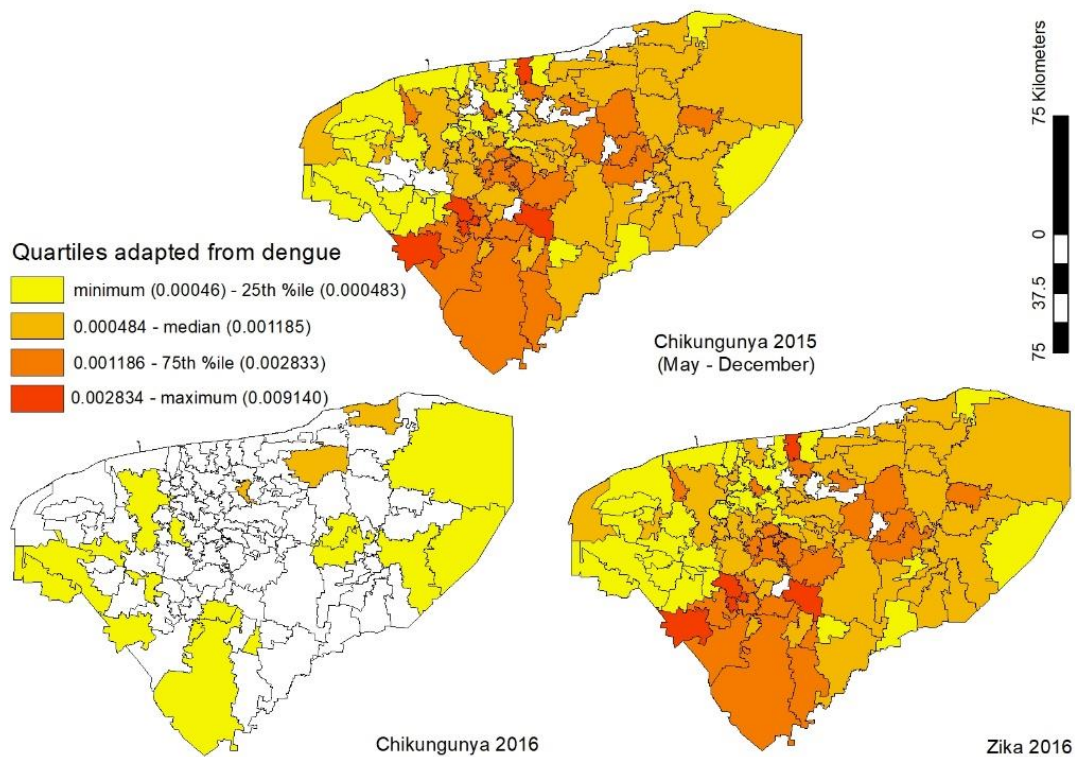 75 Kilometers
0
37.5
75
Quartiles adapted from dengue
minimum (0.00046) - 25th %ile (0.000483)
0.000484 - median (0.001185)
0.001186 - 75th %ile (0.002833)
0.002834 - maximum (0.009140)
Chikungunya 2015
(May - December)
Chikungunya 2016
Zika 2016